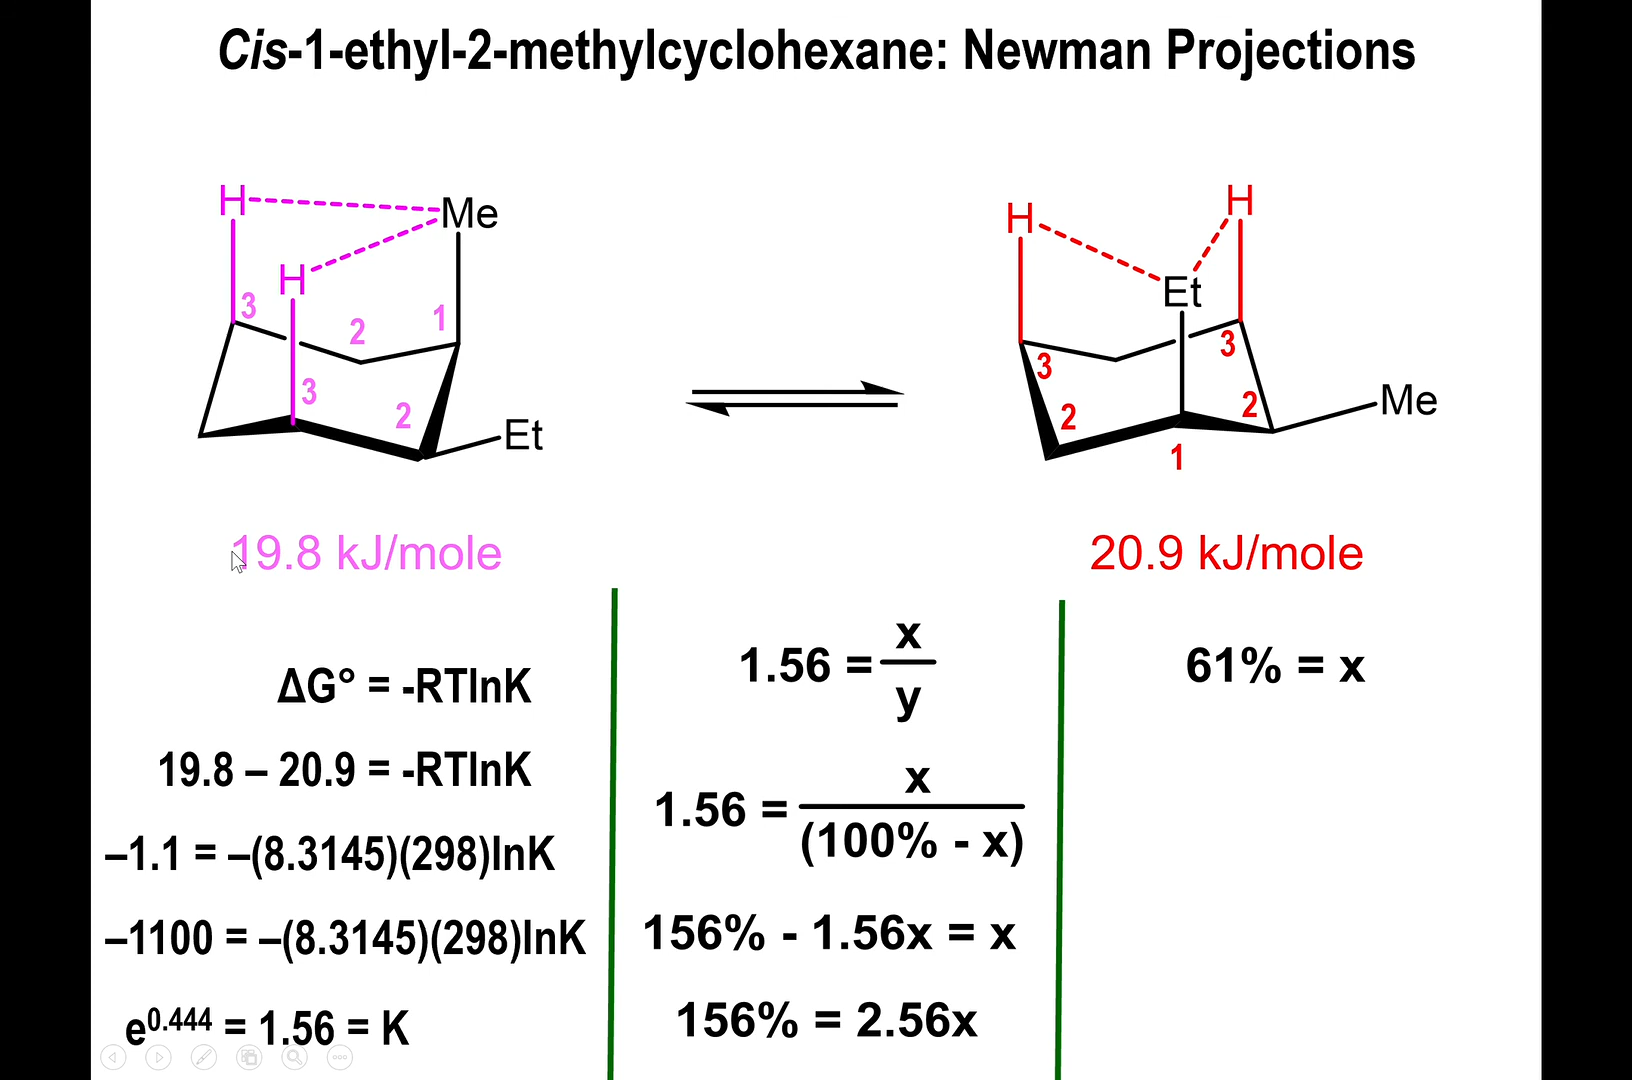 Cis-1-ethyl-2-methylcyclohexane: Newman Projections
H
Me
H
3
2
1
3
2
Et
H
H
Et
3
3
2
2
Me
1
19.8 kJ/mole
20.9 kJ/mole
ΔG° = -RTlnK
19.8 – 20.9 = -RTlnK
–1.1 = –(8.3145)(298)lnK
–1100 = –(8.3145)(298)lnK
e^0.444 = 1.56 = K
1.56 = x
y
1.56 = x
(100% - x)
156% - 1.56x = x
156% = 2.56x
61% = x